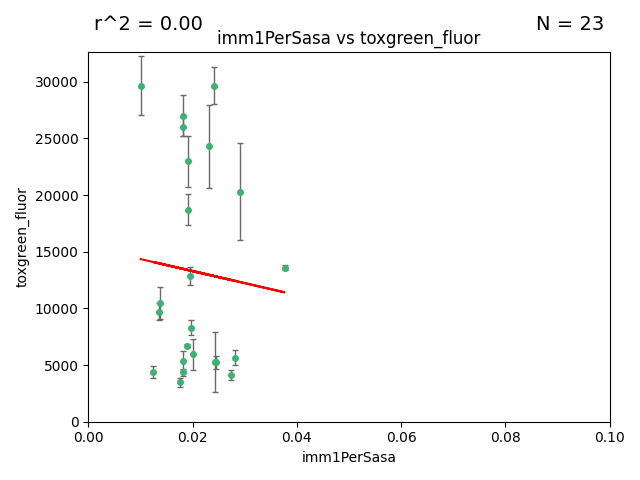 r^2 = 0.00
N = 23
imm1PerSasa vs toxgreen_fluor
30000
25000
20000
15000
10000
5000
0
toxgreen_fluor
0.00
0.02
0.04
0.06
0.08
0.10
imm1PerSasa